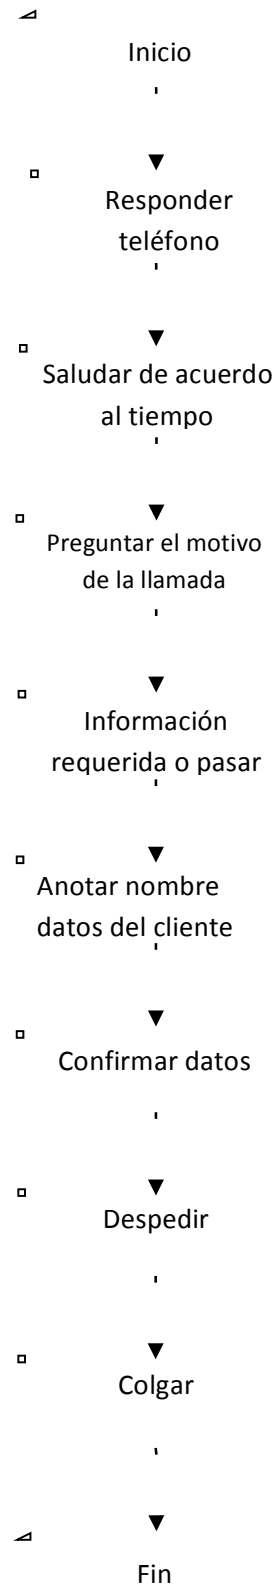 Inicio
Responder
teléfono
Saludar de acuerdo
al tiempo
Preguntar el motivo
de la llamada
Información
requerida o pasar
Anotar nombre
datos del cliente
Confirmar datos
Despedir
Colgar
Fin